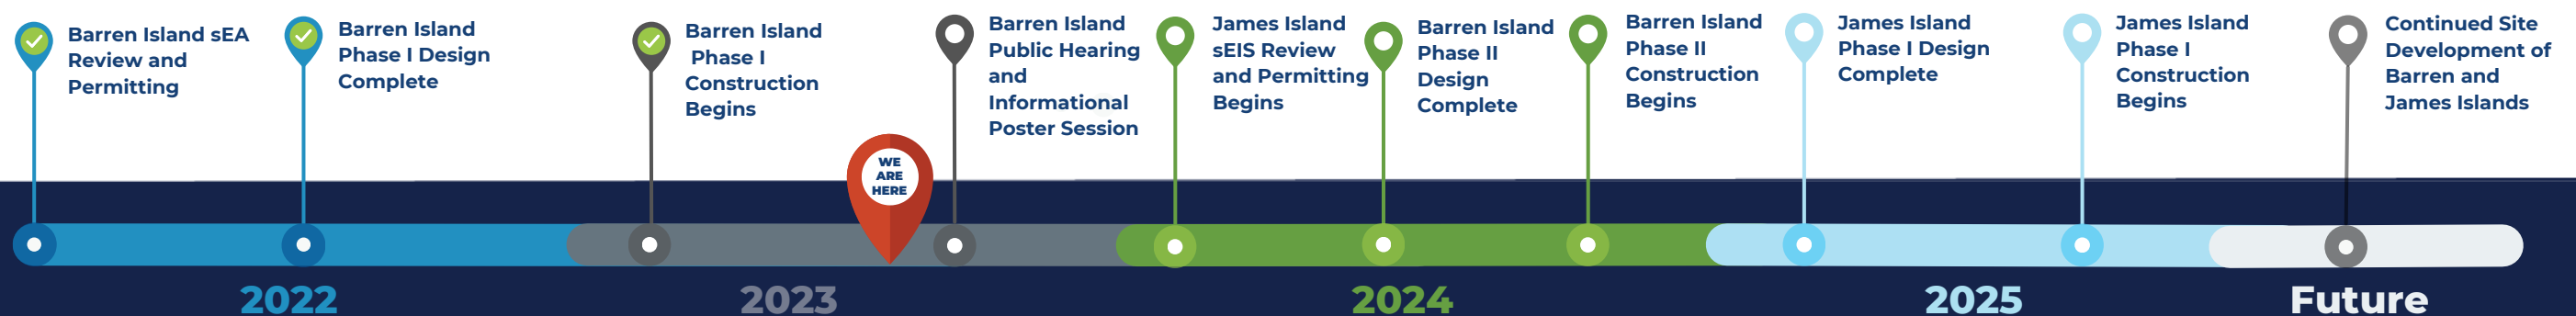 Barren Island sEA
Review and
Permitting
Barren Island
Phase I Design
Complete
Barren Island
Phase I
Construction
Begins
WE
ARE
HERE
Barren Island
Public Hearing
and
Informational
Poster Session
James Island
sEIS Review
and Permitting
Begins
Barren Island
Phase II
Design
Complete
Barren Island
Phase II
Construction
Begins
James Island
Phase I Design
Complete
James Island
Phase I
Construction
Begins
Continued Site
Development of
Barren and
James Islands
2022
2023
2024
2025
Future